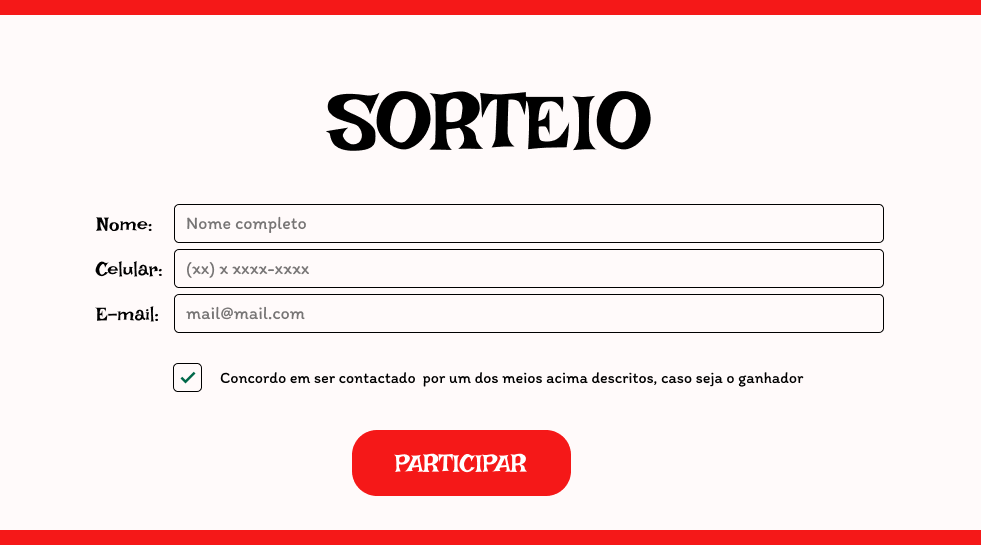 SORTEIO
Nome: Nome completo
Celular: (xx) x xxxx-xxxx
E-mail: mail@mail.com
Concordo em ser contactado  por um dos meios acima descritos, caso seja o ganhador
PARTICIPAR